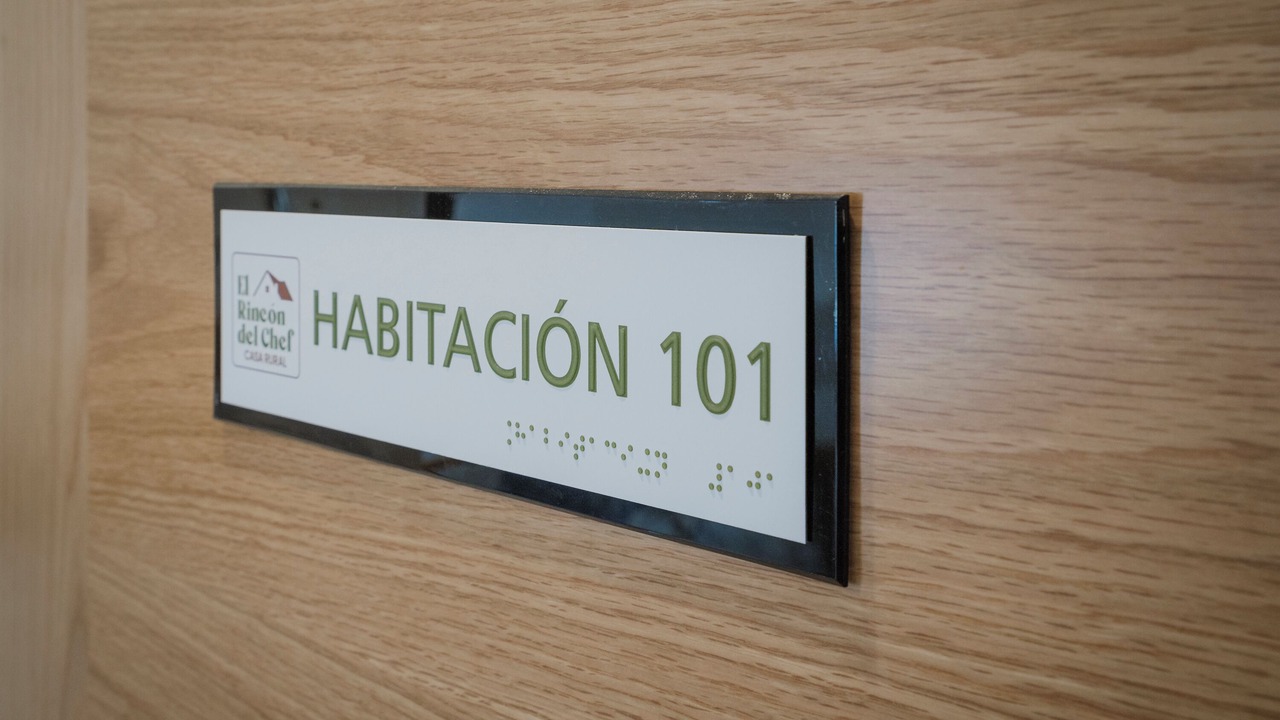 El
Rincón
del Chef
CASA RURAL
HABITACIÓN 101